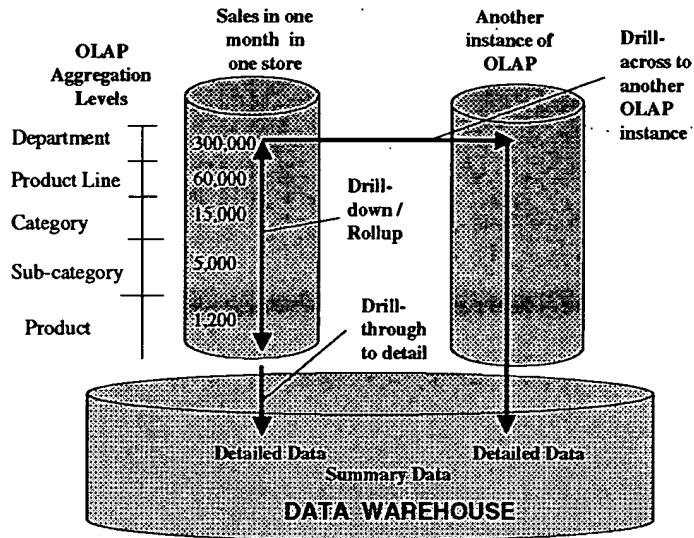 Sales in one
month in
one store
Another
instance of
OLAP
Drill-
across to
another
OLAP
instance
OLAP
Aggregation
Levels
Department
Product Line
Category
Sub-category
Product
300,000
60,000
15,000
5,000
1,200
Drill-
down /
Rollup
Drill-
through
to detail
Detailed Data
Detailed Data
Summary Data
DATA WAREHOUSE